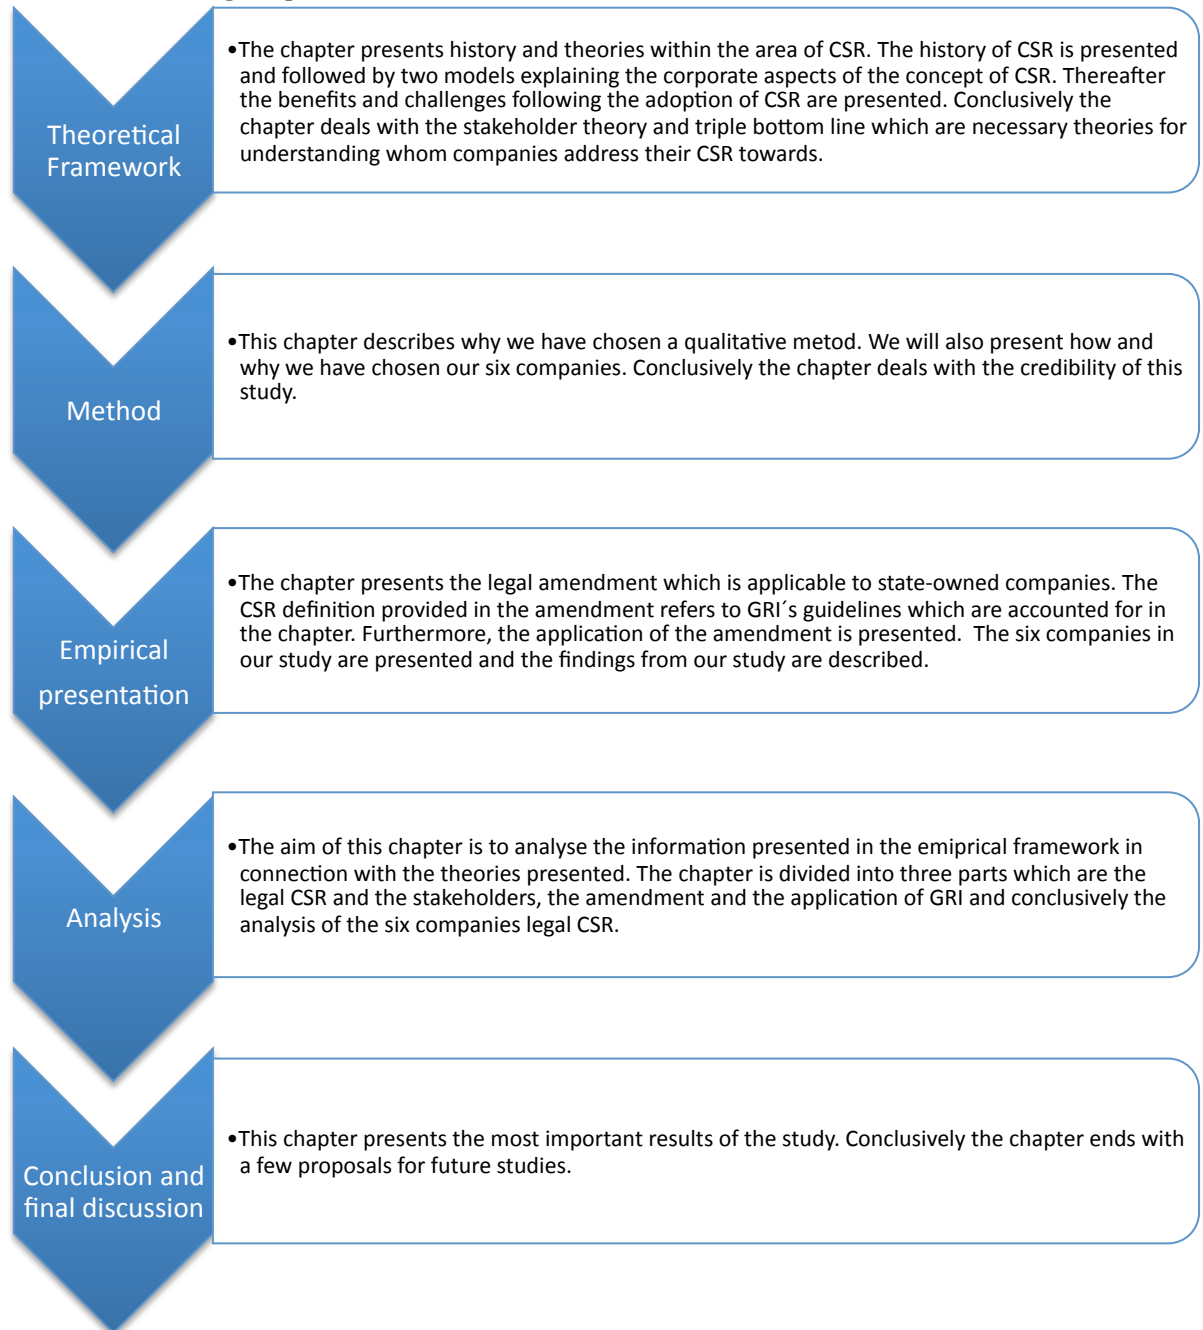 Theoretical
Framework
•The chapter presents history and theories within the area of CSR. The history of CSR is presented
and followed by two models explaining the corporate aspects of the concept of CSR. Thereafter
the benefits and challenges following the adoption of CSR are presented. Conclusively the
chapter deals with the stakeholder theory and triple bottom line which are necessary theories for
understanding whom companies address their CSR towards.
Method
•This chapter describes why we have chosen a qualitative metod. We will also present how and
why we have chosen our six companies. Conclusively the chapter deals with the credibility of this
study.
Empirical
presentation
•The chapter presents the legal amendment which is applicable to state-owned companies. The
CSR definition provided in the amendment refers to GRI´s guidelines which are accounted for in
the chapter. Furthermore, the application of the amendment is presented.  The six companies in
our study are presented and the findings from our study are described.
Analysis
•The aim of this chapter is to analyse the information presented in the emiprical framework in
connection with the theories presented. The chapter is divided into three parts which are the
legal CSR and the stakeholders, the amendment and the application of GRI and conclusively the
analysis of the six companies legal CSR.
Conclusion and
final discussion
•This chapter presents the most important results of the study. Conclusively the chapter ends with
a few proposals for future studies.